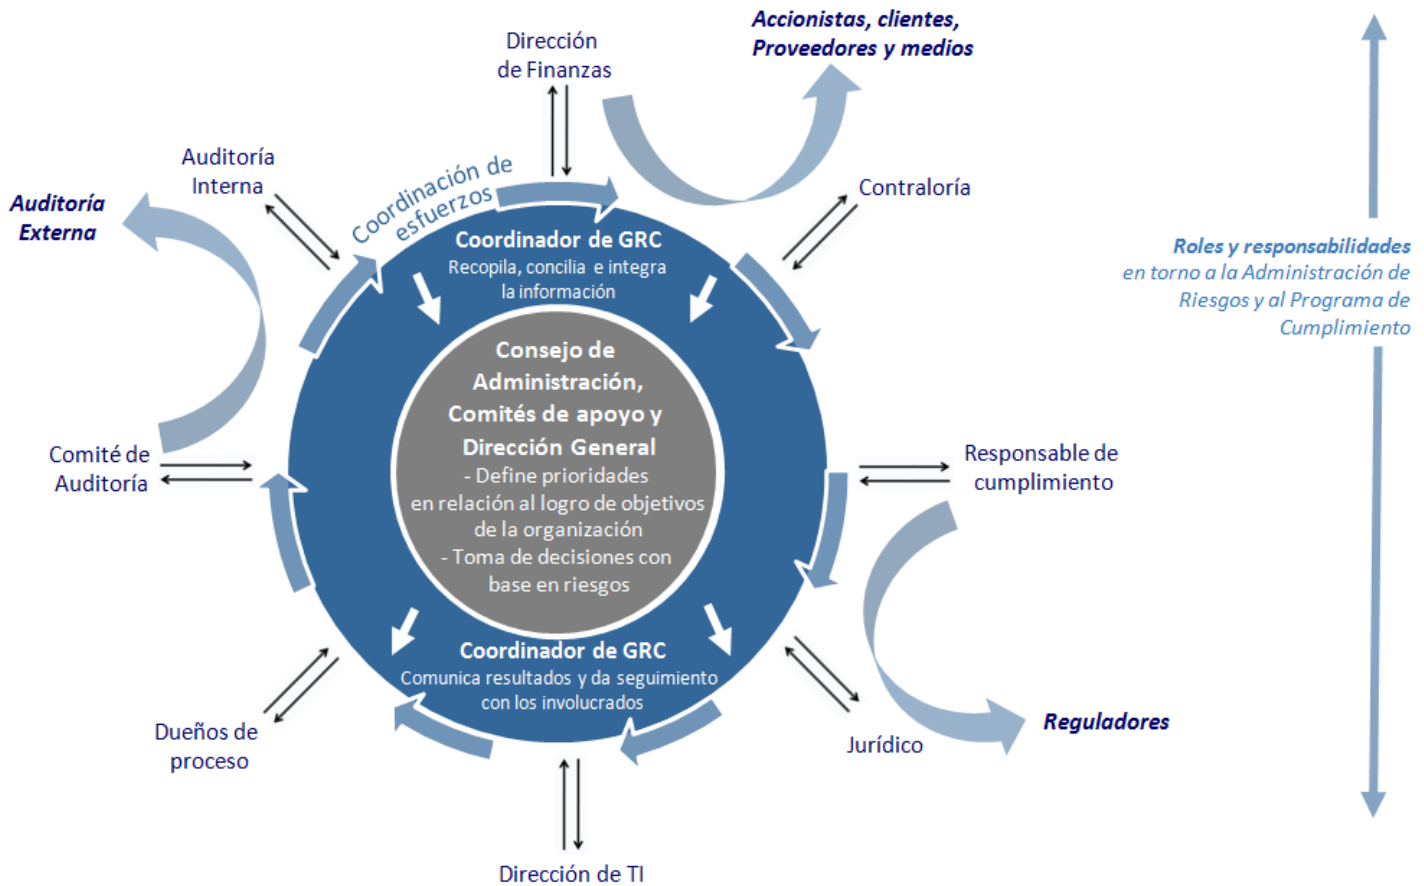 Accionistas, clientes,
Proveedores y medios
Dirección
de Finanzas
Auditoría
Interna
Auditoría
Externa
Coordinación de
esfuerzos
Contraloría
Coordinador de GRC
Recopila, concilia e integra
la información
Roles y responsabilidades
en torno a la Administración de
Riesgos y al Programa de
Cumplimiento
Consejo de
Administración,
Comités de apoyo y
Dirección General
- Define prioridades
en relación al logro de objetivos
de la organización
- Toma de decisiones con
base en riesgos
Comité de
Auditoría
Responsable de
cumplimiento
Coordinador de GRC
Comunica resultados y da seguimiento
con los involucrados
Dueños de
proceso
Jurídico
Reguladores
Dirección de TI